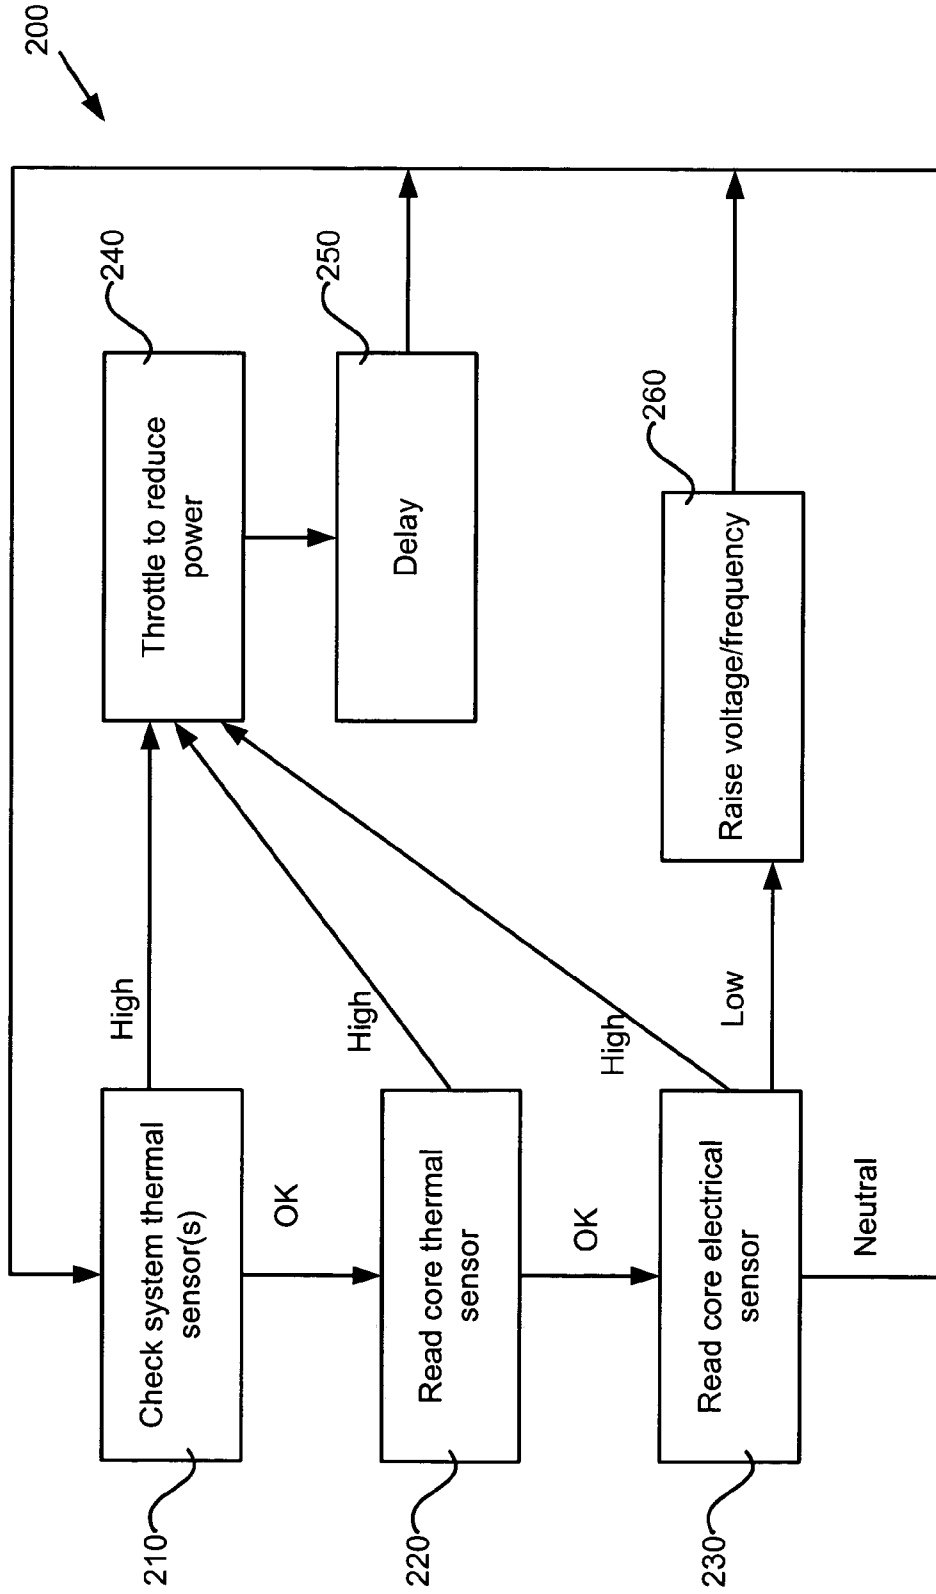 200
Check system thermal
sensor(s)
210
High
OK
Throttle to reduce
power
240
Read core thermal
sensor
220
High
OK
Delay
250
Read core electrical
sensor
230
High
Low
Neutral
Raise voltage/frequency
260